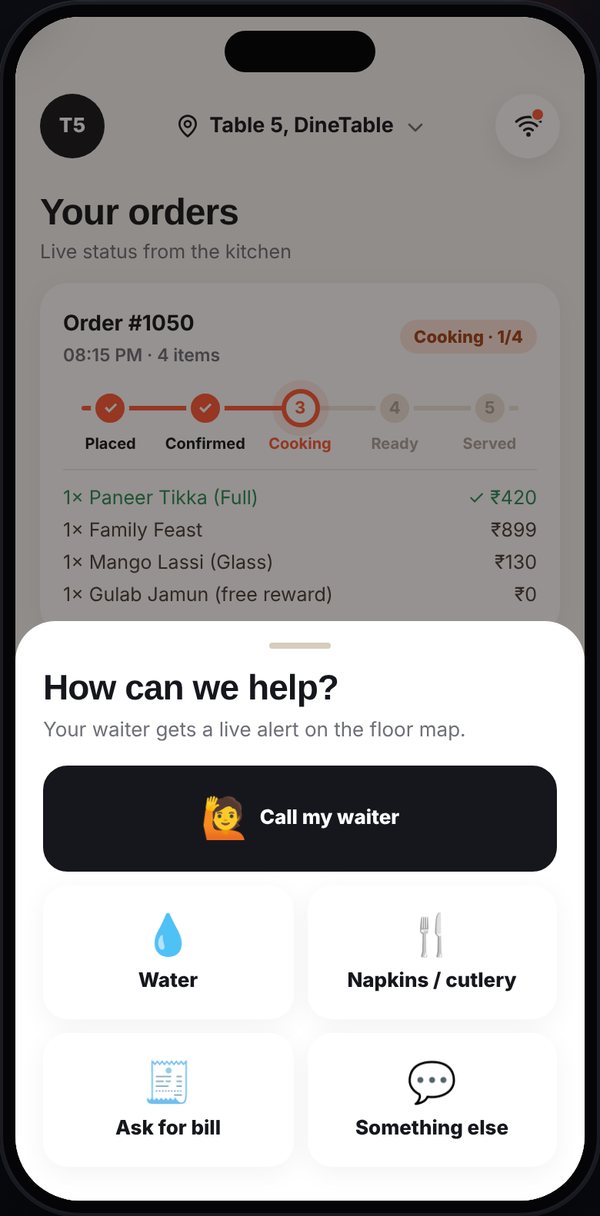 T5
Table 5, DineTable
Your orders
Live status from the kitchen
Order #1050
Cooking · 1/4
08:15 PM · 4 items
3
4
5
Placed
Confirmed
Cooking
Ready
Served
1× Paneer Tikka (Full) ✓ ₹420
1× Family Feast ₹899
1× Mango Lassi (Glass) ₹130
1× Gulab Jamun (free reward) ₹0
How can we help?
Your waiter gets a live alert on the floor map.
Call my waiter
Water
Napkins / cutlery
Ask for bill
Something else